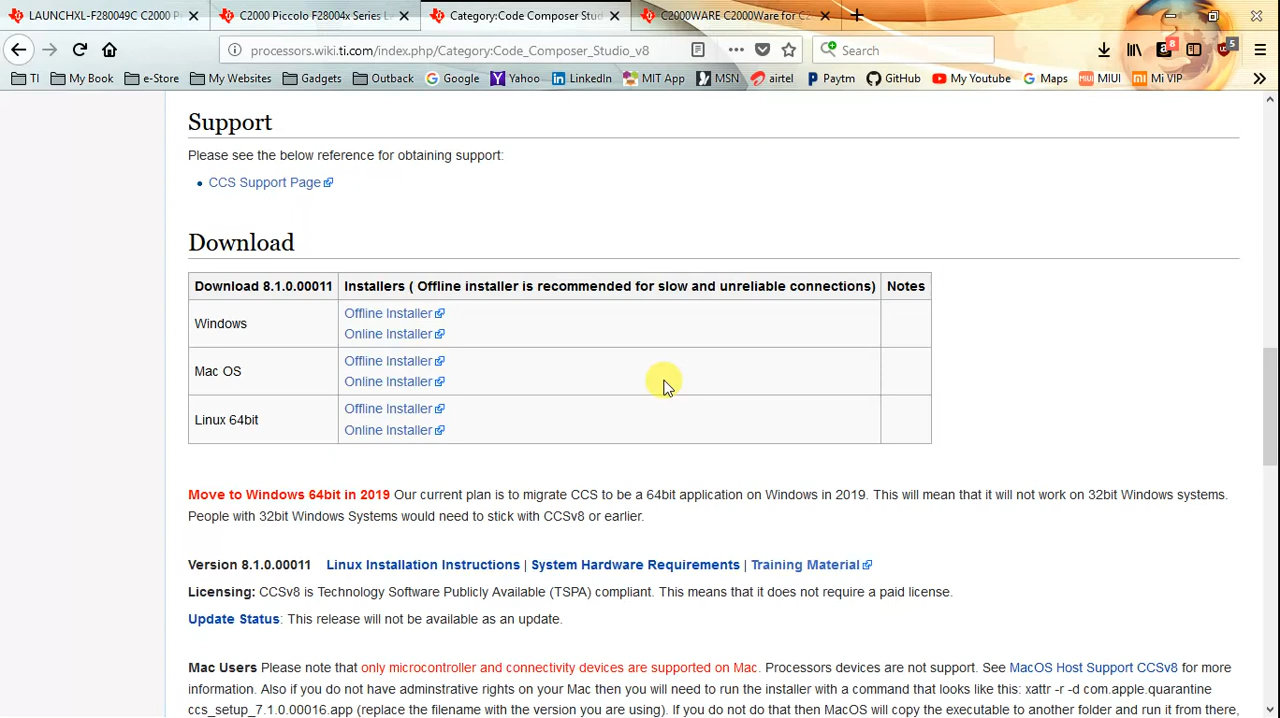 LAUNCHXL-F280049C C2000 P
C2000 Piccolo F28004x Series L
Category:Code Composer Stud
C2000WARE C2000Ware for C2
processors.wiki.ti.com/index.php/Category:Code_Composer_Studio_v8
Search
8
5
TI
My Book
e-Store
My Websites
Gadgets
Outback
Google
Yahoo
LinkedIn
MIT App
MSN
airtel
Paytm
GitHub
My Youtube
Maps
MIUI
Mi VIP
Support
Please see the below reference for obtaining support:
CCS Support Page
Download
Download 8.1.0.00011 Installers ( Offline installer is recommended for slow and unreliable connections) Notes
Windows
Offline Installer
Online Installer
Mac OS
Offline Installer
Online Installer
Linux 64bit
Offline Installer
Online Installer
Move to Windows 64bit in 2019 Our current plan is to migrate CCS to be a 64bit application on Windows in 2019. This will mean that it will not work on 32bit Windows systems.
People with 32bit Windows Systems would need to stick with CCSv8 or earlier.
Version 8.1.0.00011 Linux Installation Instructions | System Hardware Requirements | Training Material
Licensing: CCSv8 is Technology Software Publicly Available (TSPA) compliant. This means that it does not require a paid license.
Update Status: This release will not be available as an update.
Mac Users Please note that only microcontroller and connectivity devices are supported on Mac. Processors devices are not support. See MacOS Host Support CCSv8 for more
information. Also if you do not have adminstrative rights on your Mac then you will need to run the installer with a command that looks like this: xattr -r -d com.apple.quarantine
ccs_setup_7.1.0.00016.app (replace the filename with the version you are using). If you do not do that then MacOS will copy the executable to another folder and run it from there,